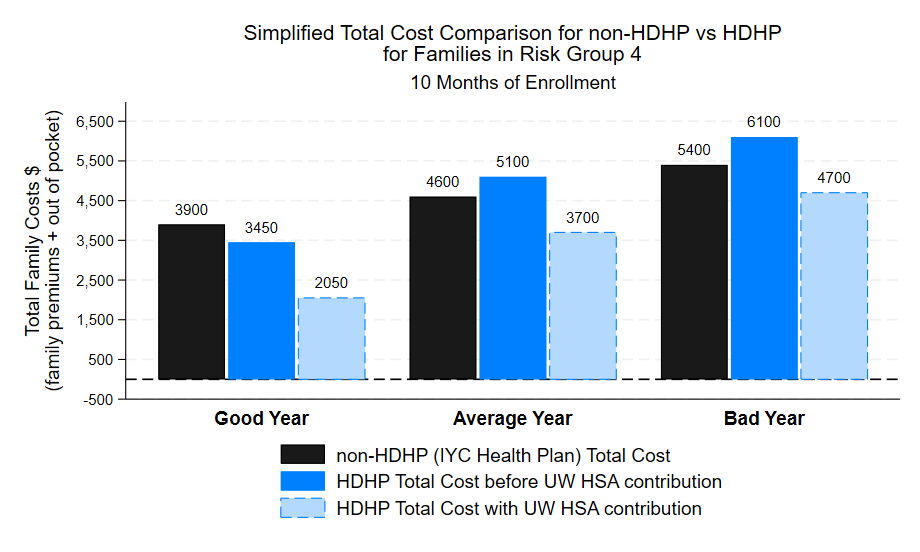 Simplified Total Cost Comparison for non-HDHP vs HDHP
for Families in Risk Group 4
10 Months of Enrollment
Total Family Costs $
(family premiums + out of pocket)
6,500
5,500
4,500
3,500
2,500
1,500
500
-500
3900
3450
2050
4600
5100
3700
5400
6100
4700
Good Year
Average Year
Bad Year
non-HDHP (IYC Health Plan) Total Cost
HDHP Total Cost before UW HSA contribution
HDHP Total Cost with UW HSA contribution